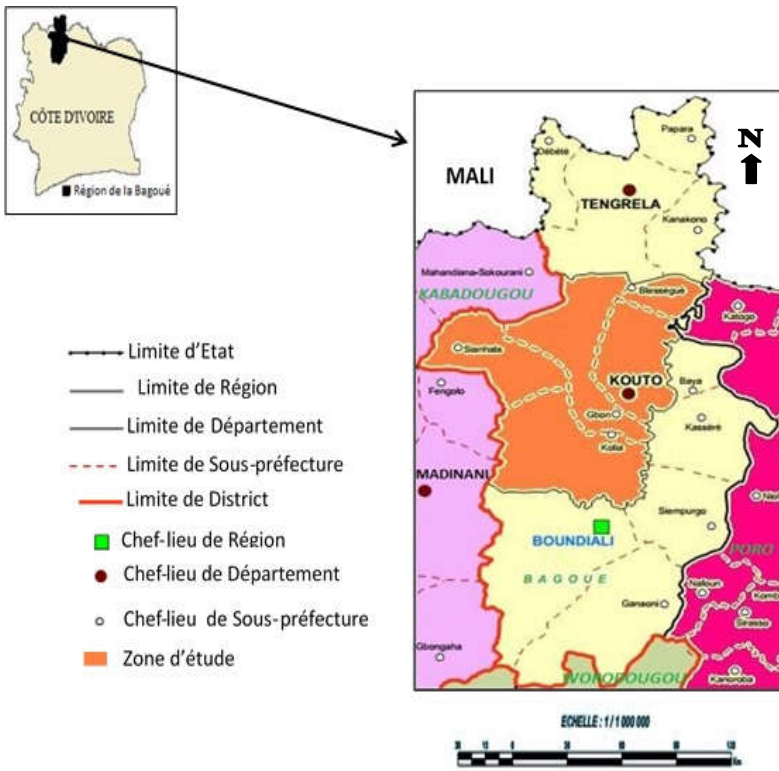 CÔTE D'IVOIRE
Région de la Bagoué
N
MALI
Papara
Débété
TENGRELA
Kanakono
Mahandiana-Sokourani
KABADOUGOU
Blességué
Katogo
Sianhala
Fengolo
KOUTO
Baya
Gbon
Kasséré
Kolia
MADINANI
Siempurgo
BOUNDIALI
PORO
BAGOUE
Nafoun
Ganaoni
Sirasso
Gbongaha
WORODOUGOU
Kanoroba
Limite d'Etat
Limite de Région
Limite de Département
Limite de Sous-préfecture
Limite de District
Chef-lieu de Région
Chef-lieu de Département
Chef-lieu de Sous-préfecture
Zone d'étude
ECHELLE : 1/1 000 000